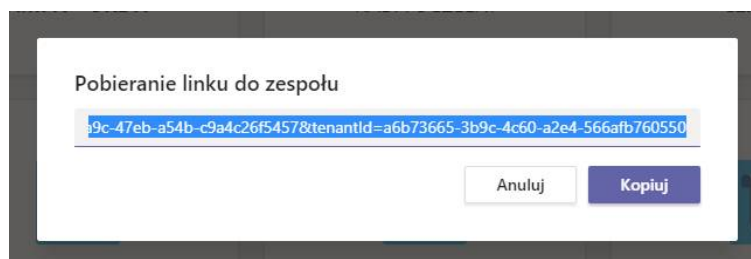 Pobieranie linku do zespołu
a9c-47eb-a54b-c9a4c26f5457&tenantId=a6b73665-3b9c-4c60-a2e4-566afb760550
Anuluj
Kopiuj